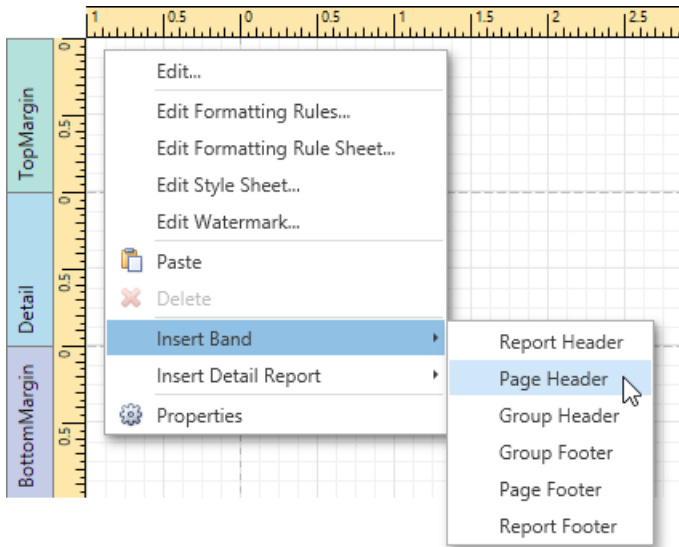 1 0.5 0 0.5 1 1.5 2 2.5
TopMargin
0
0.5
Detail
0
0.5
BottomMargin
0
0.5
Edit...
Edit Formatting Rules...
Edit Formatting Rule Sheet...
Edit Style Sheet...
Edit Watermark...
Paste
Delete
Insert Band
Insert Detail Report
Properties
Report Header
Page Header
Group Header
Group Footer
Page Footer
Report Footer